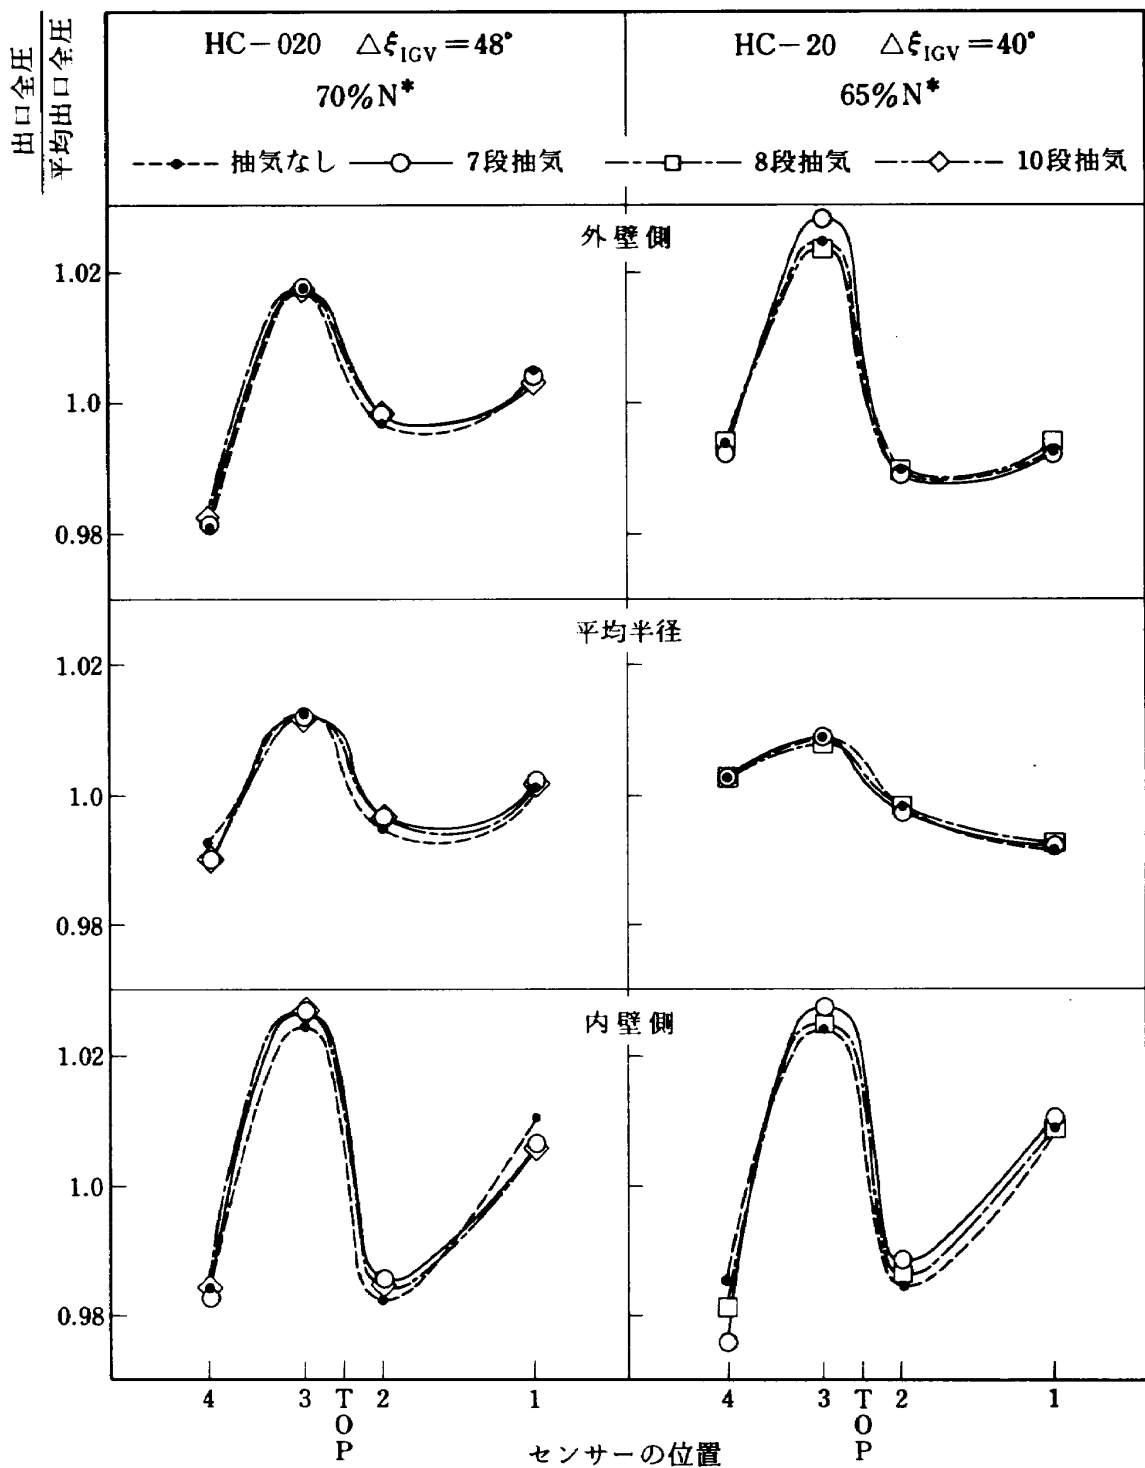 出口全圧
平均出口全圧
HC-020 △ξIGV=48°
70%N*
HC-20 △ξIGV=40°
65%N*
抽気なし 7段抽気 8段抽気 10段抽気
外壁側
1.02
1.0
0.98
平均半径
1.02
1.0
0.98
内壁側
1.02
1.0
0.98
4 3 TOP 2 1 4 3 TOP 2 1
センサーの位置